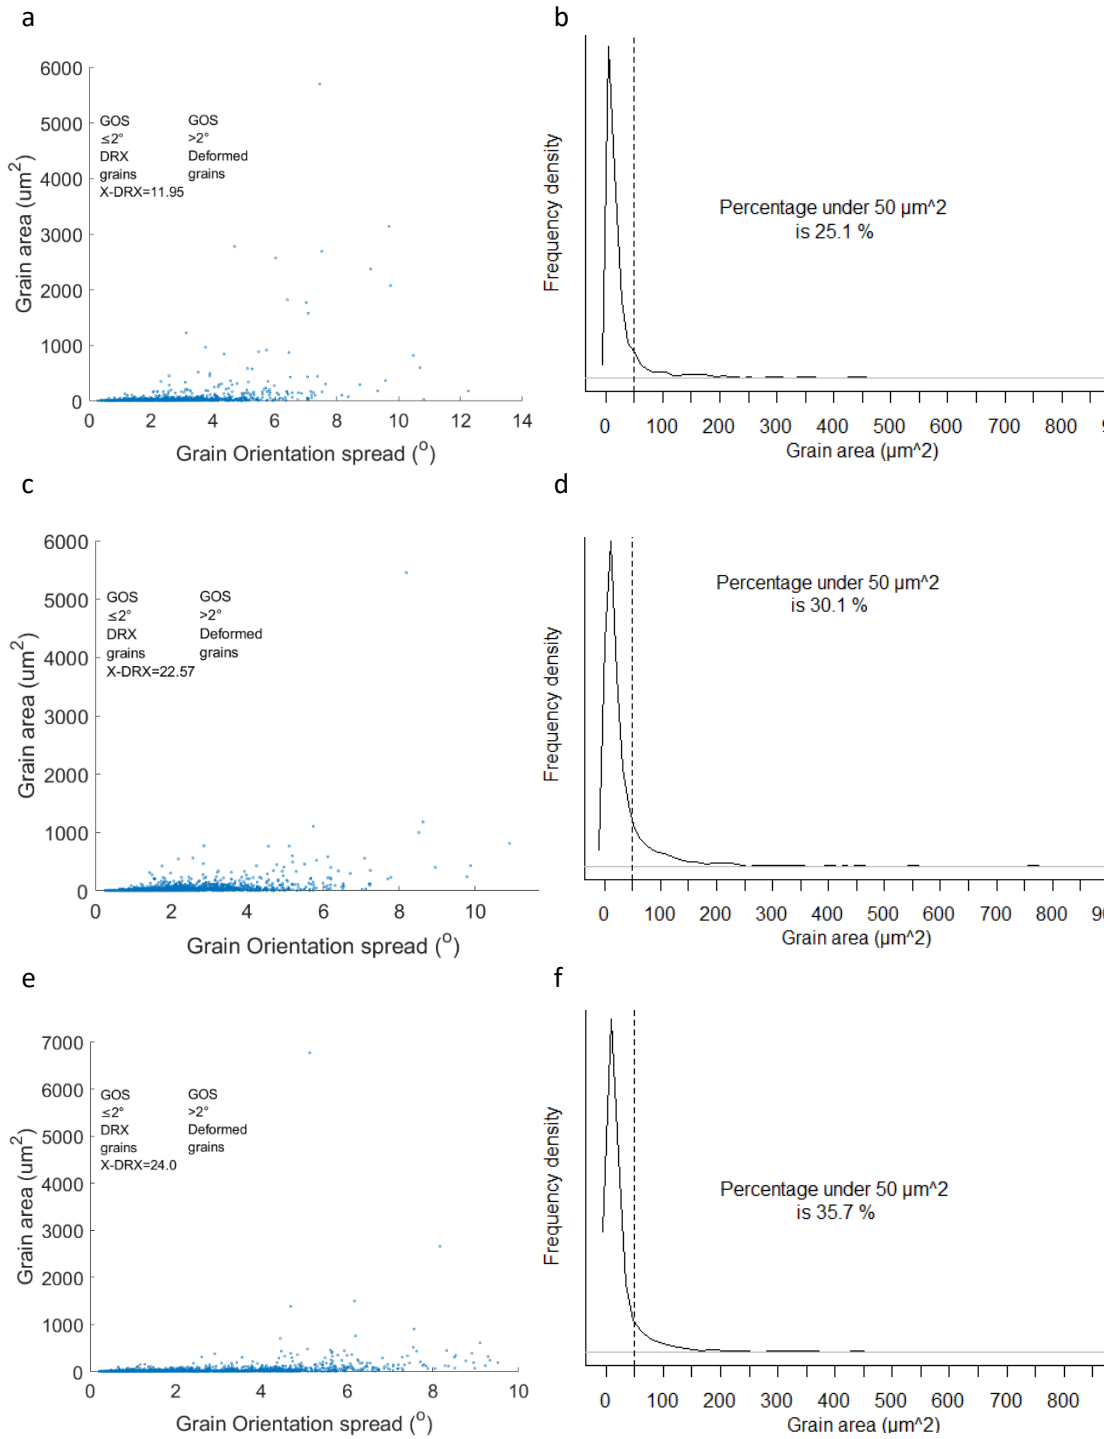 a
6000
5000
4000
3000
2000
1000
0
Grain area (um²)
GOS GOS
≤2° >2°
DRX Deformed
grains grains
X-DRX=11.95
0 2 4 6 8 10 12 14
Grain Orientation spread (o)
b
Frequency density
Percentage under 50 µm^2
is 25.1 %
0 100 200 300 400 500 600 700 800
Grain area (µm^2)
c
6000
5000
4000
3000
2000
1000
0
Grain area (um²)
GOS GOS
≤2° >2°
DRX Deformed
grains grains
X-DRX=22.57
0 2 4 6 8 10
Grain Orientation spread (o)
d
Frequency density
Percentage under 50 µm^2
is 30.1 %
0 100 200 300 400 500 600 700 800
Grain area (µm^2)
e
7000
6000
5000
4000
3000
2000
1000
0
Grain area (um²)
GOS GOS
≤2° >2°
DRX Deformed
grains grains
X-DRX=24.0
0 2 4 6 8 10
Grain Orientation spread (o)
f
Frequency density
Percentage under 50 µm^2
is 35.7 %
0 100 200 300 400 500 600 700 800
Grain area (µm^2)